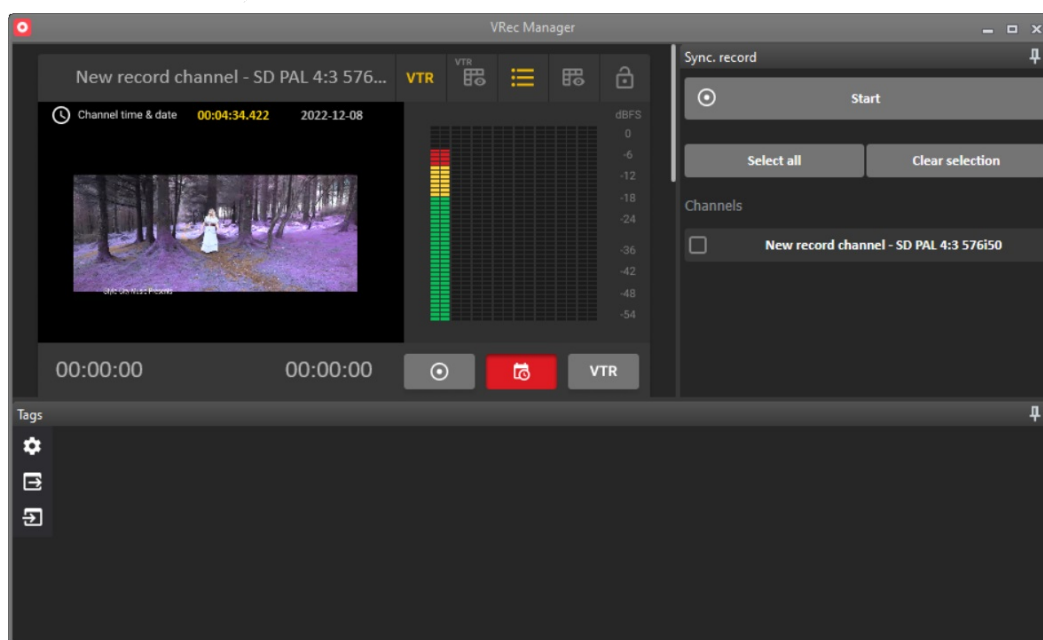 VRec Manager
New record channel - SD PAL 4:3 576...
VTR
VTR
Channel time & date 00:04:34.422 2022-12-08
dBFS
0
-6
-12
-18
-24
-36
-42
-48
-54
00:00:00 00:00:00
VTR
Sync. record
Start
Select all Clear selection
Channels
New record channel - SD PAL 4:3 576i50
Tags